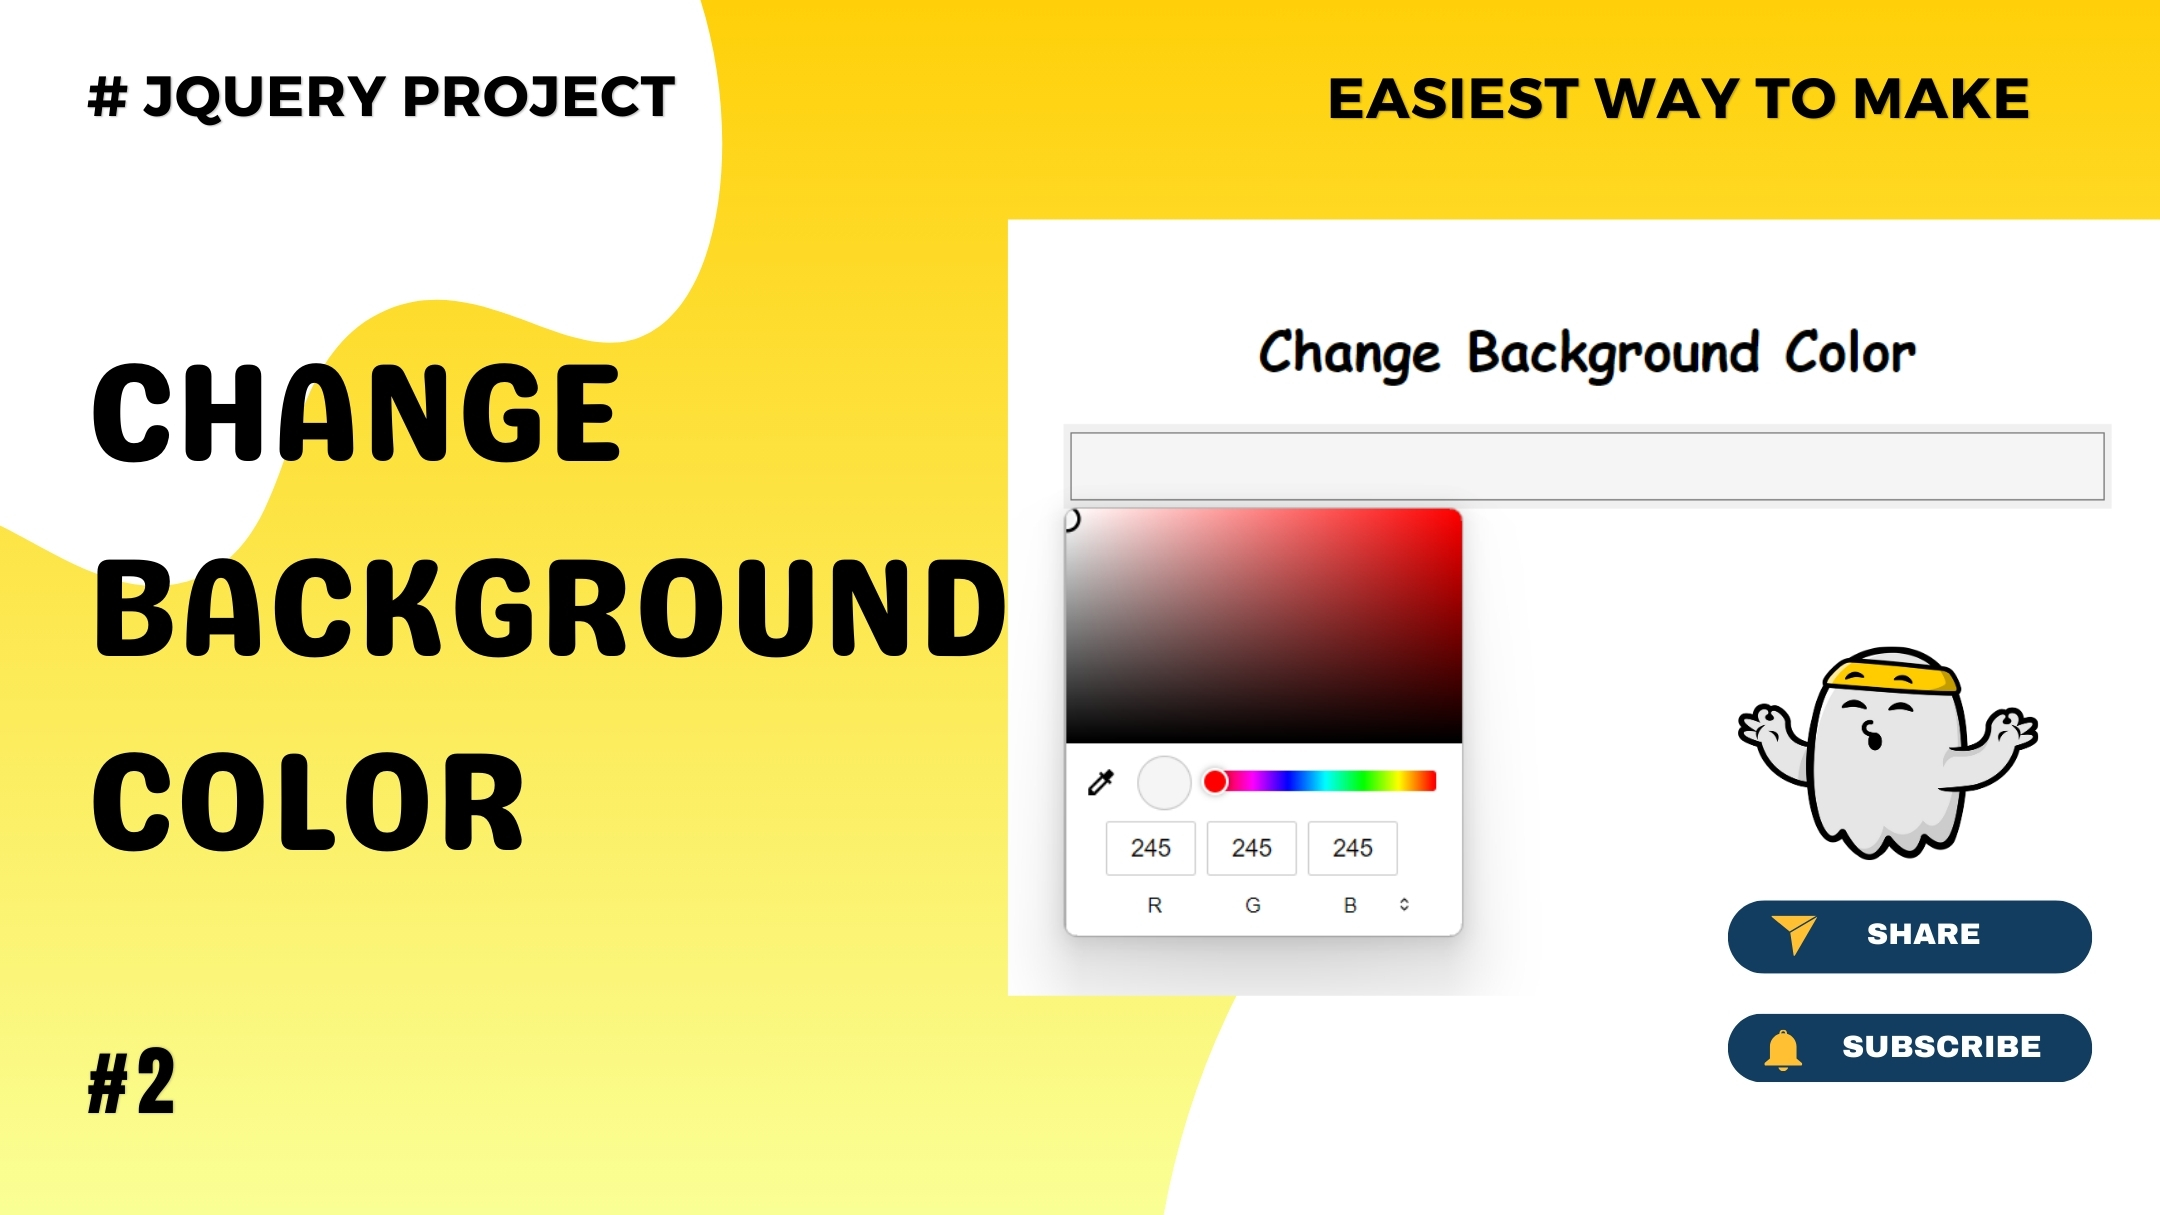 # JQUERY PROJECT
EASIEST WAY TO MAKE
CHANGE
BACKGROUND
COLOR
#2
Change Background Color
245 245 245
R G B
SHARE
SUBSCRIBE